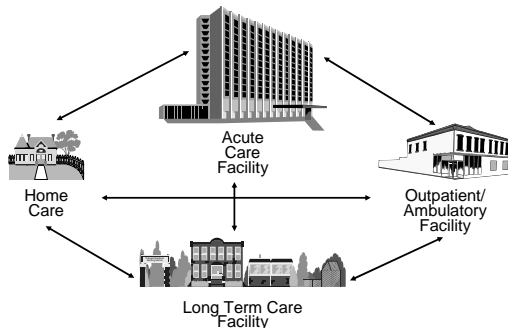 Acute
Care
Facility
Home
Care
Outpatient/
Ambulatory
Facility
Long Term Care
Facility